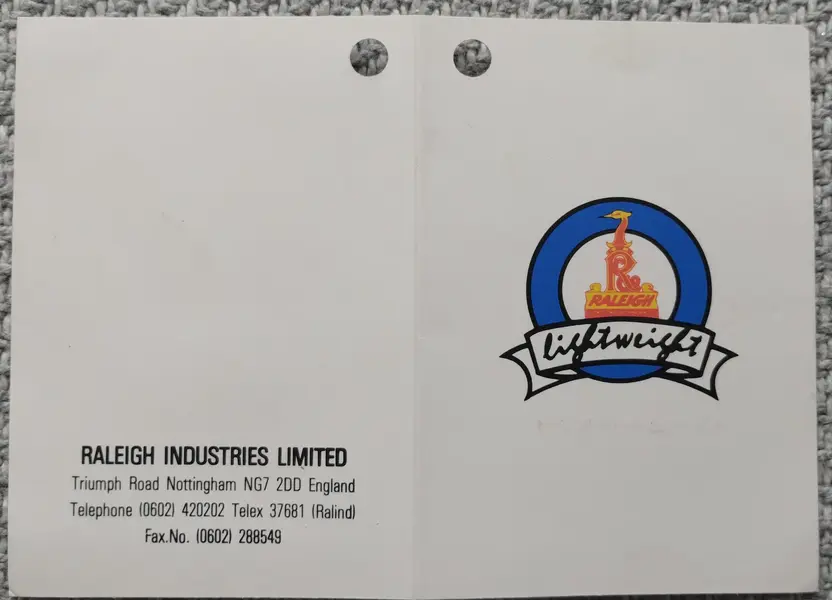 RALEIGH INDUSTRIES LIMITED
Triumph Road Nottingham NG7 2DD England
Telephone (0602) 420202 Telex 37681 (Ralind)
Fax.No. (0602) 288549
R
RALEIGH
lightweight